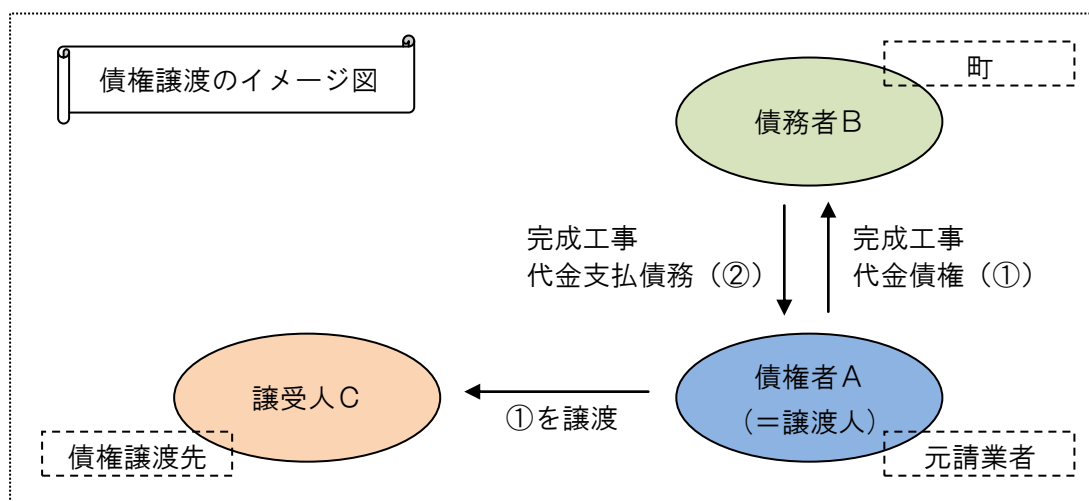 債権譲渡のイメージ図
町
債務者B
完成工事
代金支払債務（②）
完成工事
代金債権（①）
債権者A
（＝譲渡人）
元請業者
①を譲渡
譲受人C
債権譲渡先